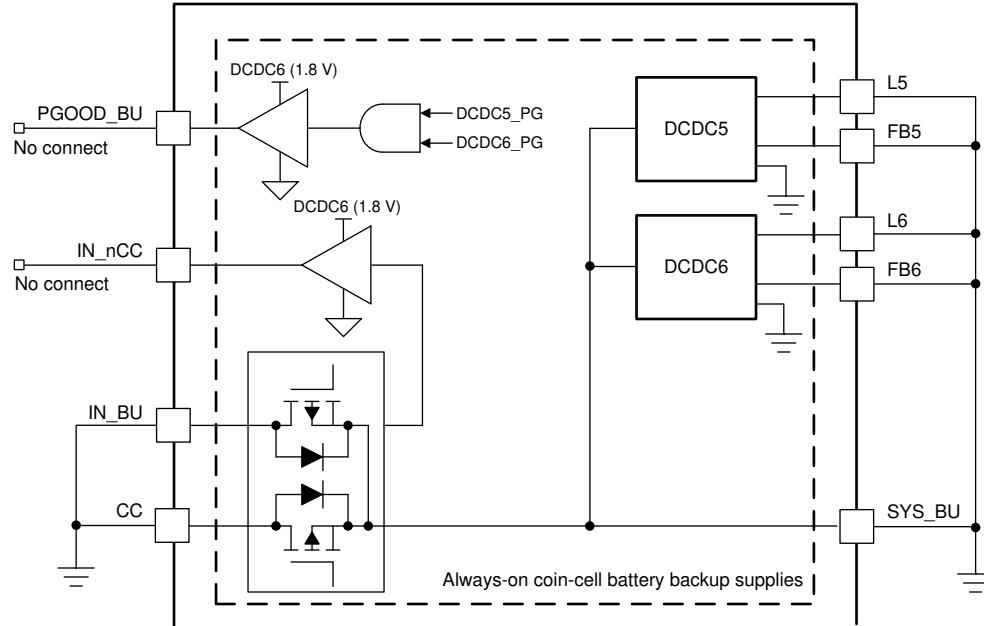 DCDC6 (1.8 V)
PGOOD_BU
No connect
DCDC5_PG
DCDC6_PG
DCDC5
L5
FB5
DCDC6 (1.8 V)
IN_nCC
No connect
DCDC6
L6
FB6
IN_BU
CC
SYS_BU
Always-on coin-cell battery backup supplies